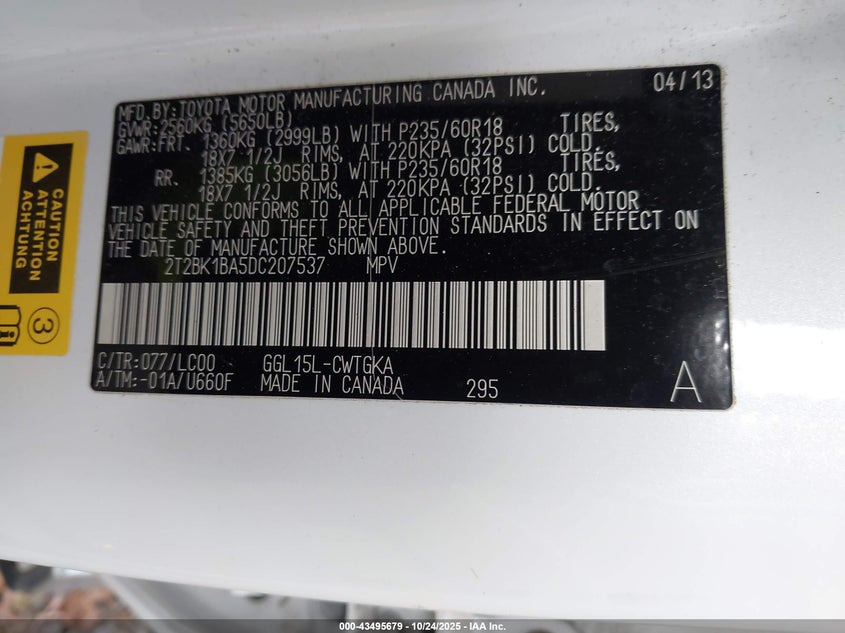 MFD.BY:TOYOTA MOTOR MANUFACTURING CANADA INC. 04/13
GVWR:2560KG (5650LB)
GAWR:FRT. 1360KG (2999LB) WITH P235/60R18 TIRES,
18X7 1/2J RIMS, AT 220KPA (32PSI) COLD.
RR. 1385KG (3056LB) WITH P235/60R18 TIRES,
18X7 1/2J RIMS, AT 220KPA (32PSI) COLD.
THIS VEHICLE CONFORMS TO ALL APPLICABLE FEDERAL MOTOR
VEHICLE SAFETY AND THEFT PREVENTION STANDARDS IN EFFECT ON
THE DATE OF MANUFACTURE SHOWN ABOVE.
2T2BK1BA5DC207537 MPV
C/TR:077/LC00 GGL15L-CWTGKA
A/TM:-01A/U660F MADE IN CANADA 295 A
CAUTION
ATTENTION
ACHTUNG
3
000-43495679 - 10/24/2025 - IAA Inc.